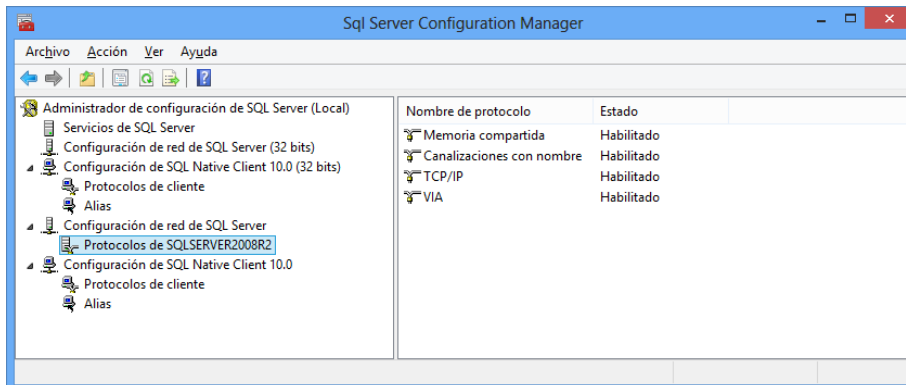 Sql Server Configuration Manager
Archivo Acción Ver Ayuda
Administrador de configuración de SQL Server (Local)
Servicios de SQL Server
Configuración de red de SQL Server (32 bits)
Configuración de SQL Native Client 10.0 (32 bits)
Protocolos de cliente
Alias
Configuración de red de SQL Server
Protocolos de SQLSERVER2008R2
Configuración de SQL Native Client 10.0
Protocolos de cliente
Alias
Nombre de protocolo Estado
Memoria compartida Habilitado
Canalizaciones con nombre Habilitado
TCP/IP Habilitado
VIA Habilitado